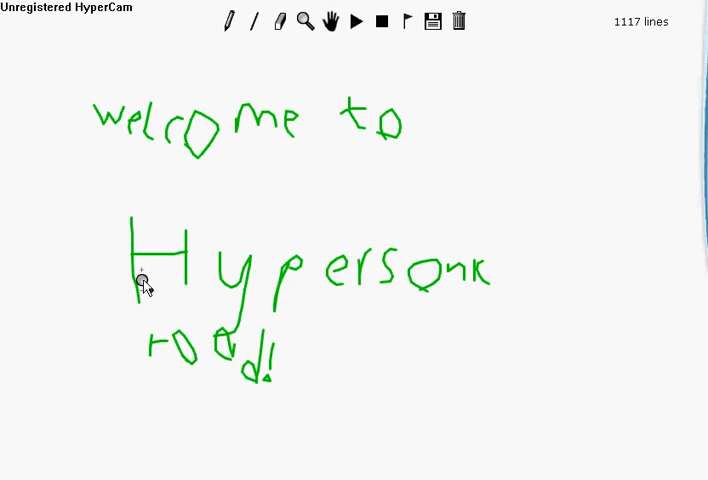 Unregistered HyperCam
1117 lines
welcome to
Hypersonk
road!